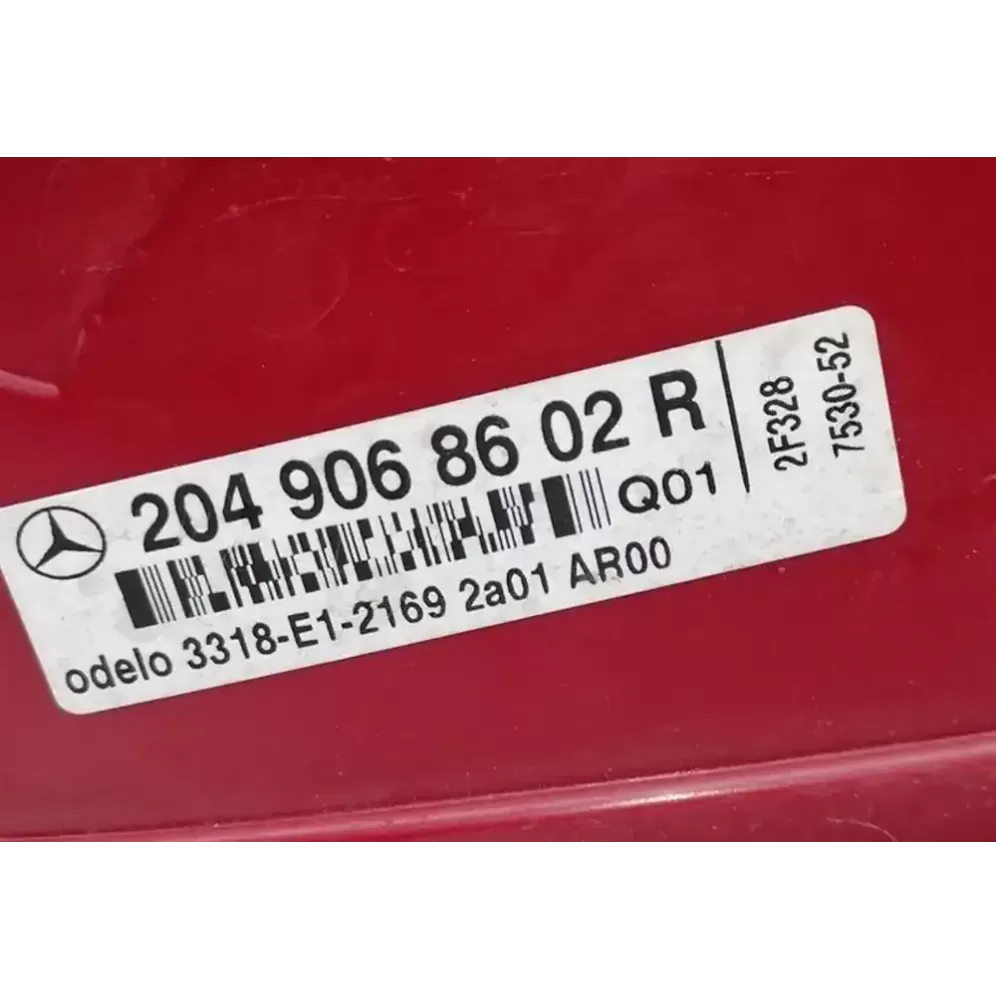 204 906 86 02 R
Q01
odelo 3318-E1-2169 2a01 AR00
2F328
7530-52